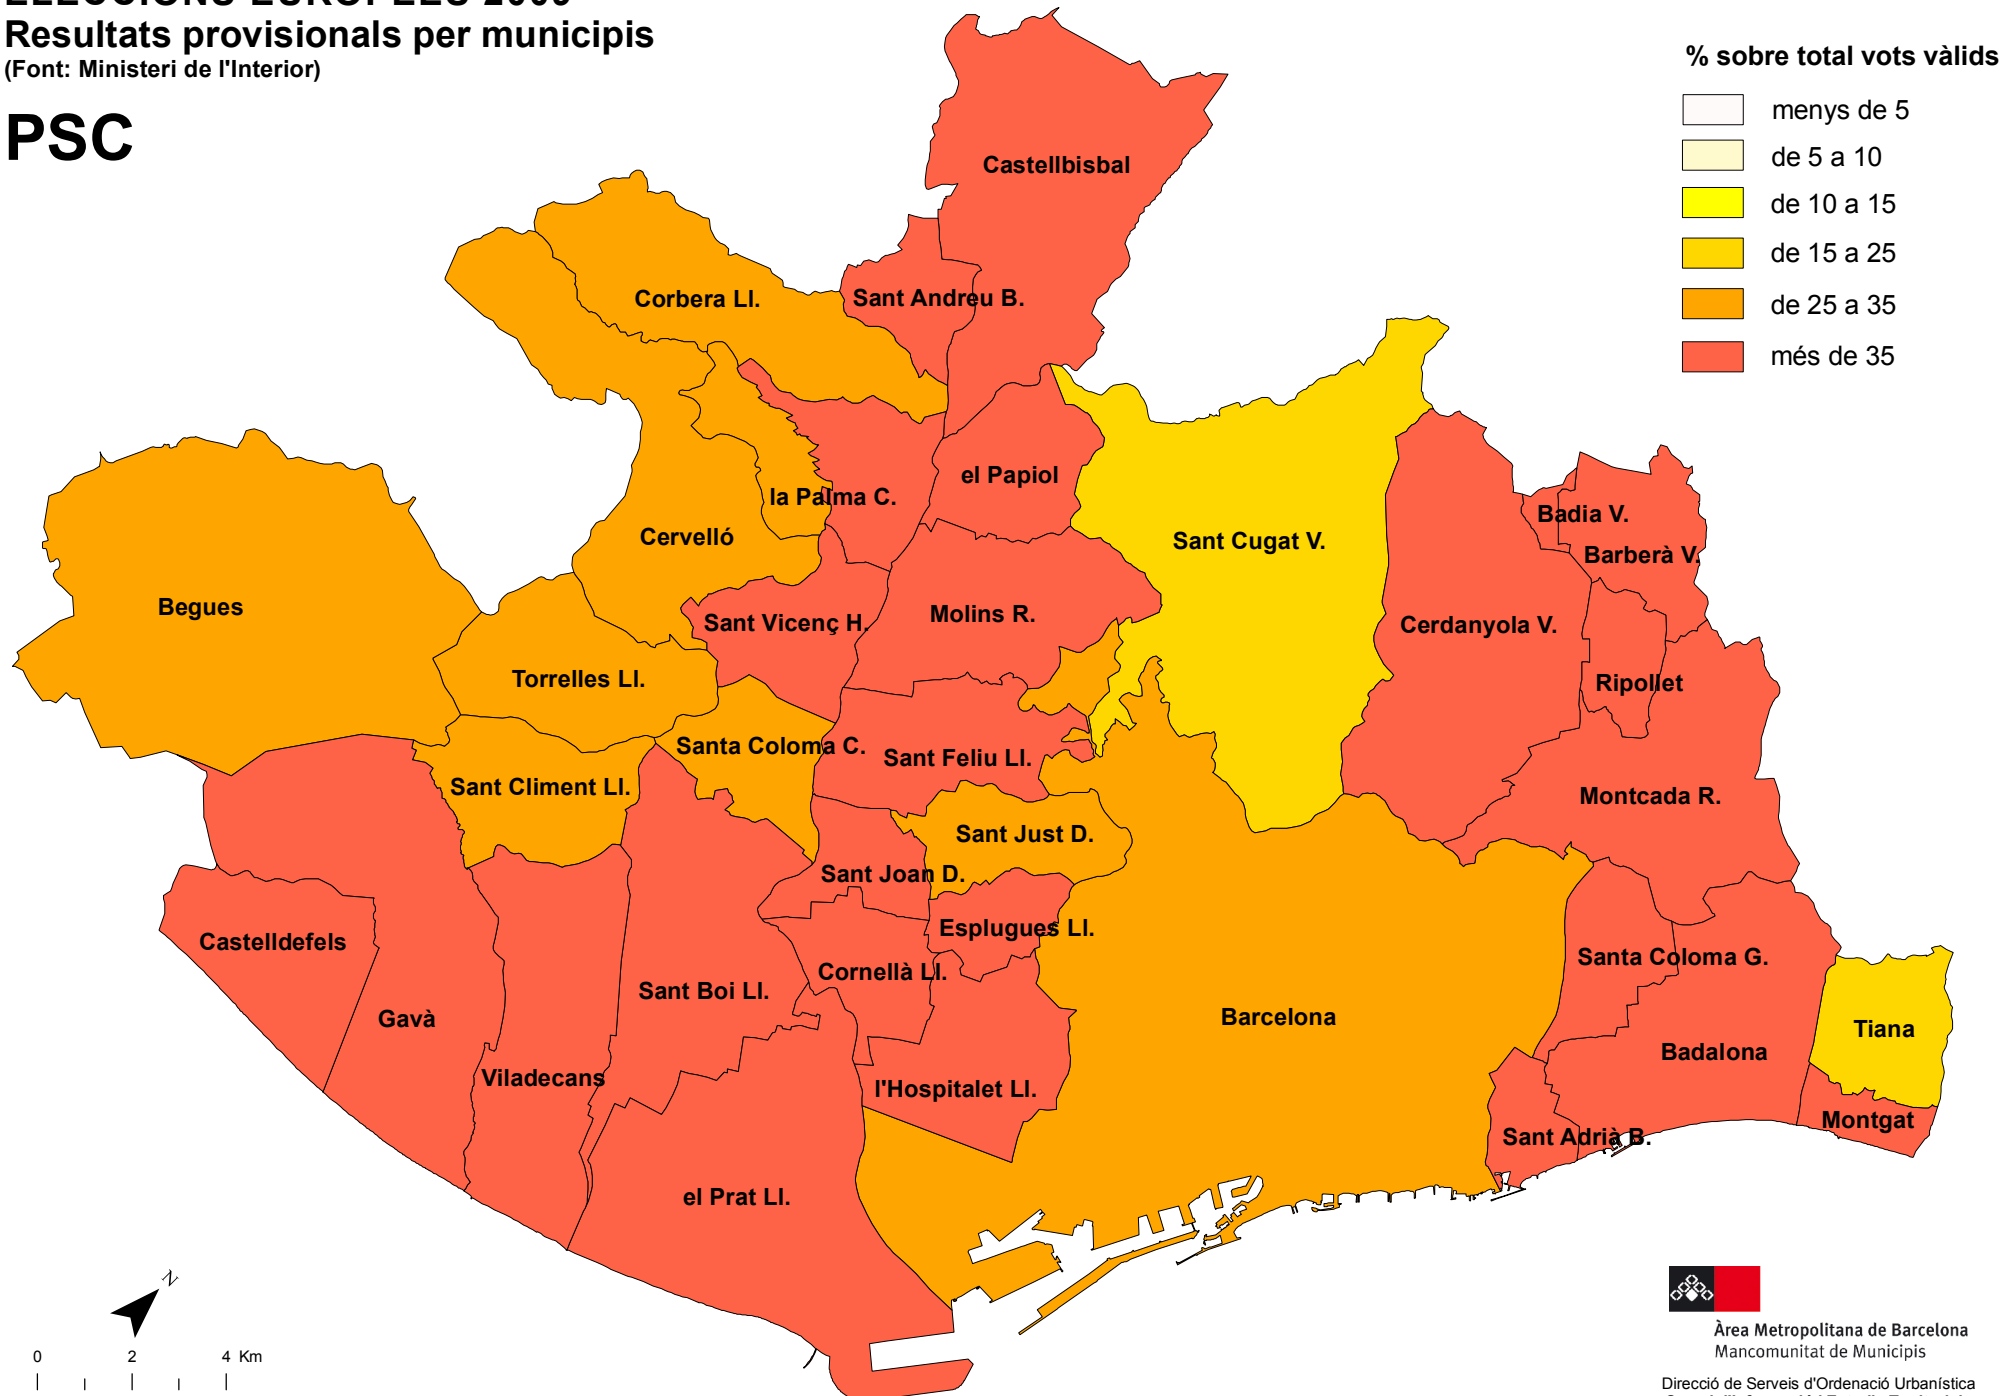 ELECCIONS EUROPEES 2009
Resultats provisionals per municipis
(Font: Ministeri de l'Interior)
PSC
% sobre total vots vàlids
menys de 5
de 5 a 10
de 10 a 15
de 15 a 25
de 25 a 35
més de 35
Castellbisbal
Corbera Ll.
Sant Andreu B.
el Papiol
la Palma C.
Cervelló
Sant Cugat V.
Badia V.
Barberà V.
Begues
Sant Vicenç H.
Molins R.
Cerdanyola V.
Torrelles Ll.
Ripollet
Santa Coloma C.
Sant Feliu Ll.
Sant Climent Ll.
Montcada R.
Sant Just D.
Sant Joan D.
Castelldefels
Esplugues Ll.
Cornellà Ll.
Santa Coloma G.
Sant Boi Ll.
Gavà
Barcelona
Tiana
Badalona
Viladecans
l'Hospitalet Ll.
Montgat
Sant Adrià B.
el Prat Ll.
N
0 2 4 Km
Àrea Metropolitana de Barcelona
Mancomunitat de Municipis
Direcció de Serveis d'Ordenació Urbanística